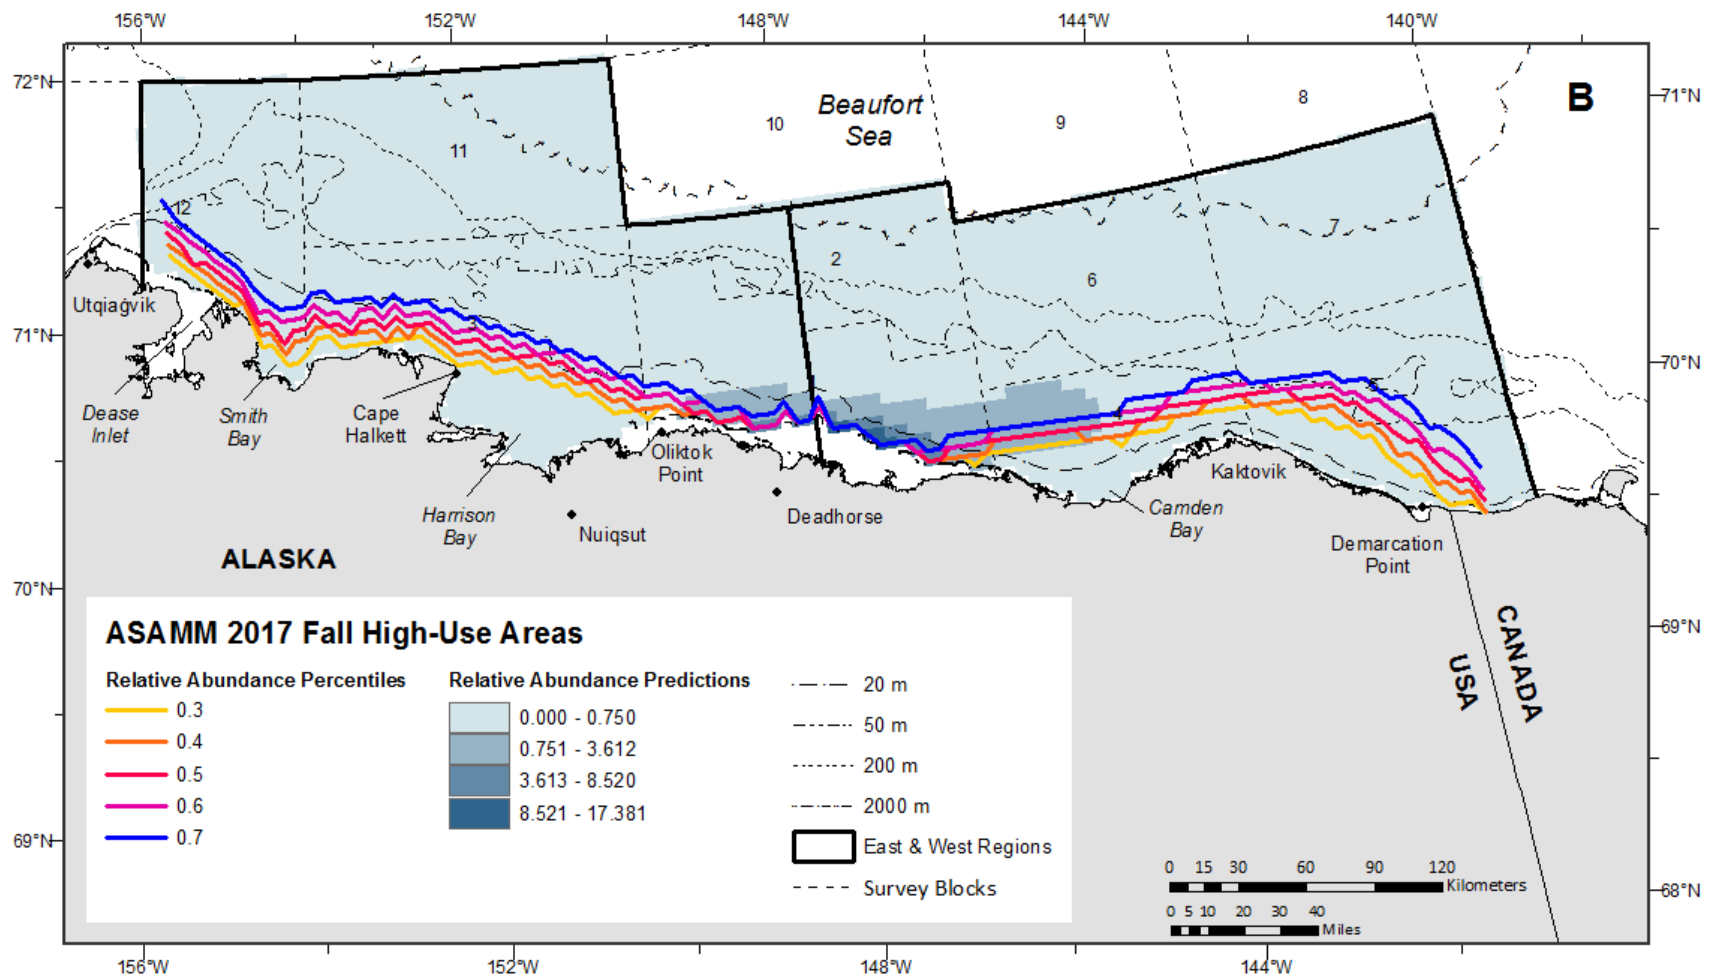 156°W 152°W 148°W 144°W 140°W
72°N
71°N
B
8
10
Beaufort
Sea
9
11
12
7
2
6
Utqiaġvik
71°N
70°N
Dease
Inlet
Smith
Bay
Cape
Halkett
Oliktok
Point
Kaktovik
Harrison
Bay
Nuiqsut
Deadhorse
Camden
Bay
Demarcation
Point
ALASKA
70°N
69°N
CANADA
USA
ASAMM 2017 Fall High-Use Areas
Relative Abundance Percentiles
0.3
0.4
0.5
0.6
0.7
Relative Abundance Predictions
0.000 - 0.750
0.751 - 3.612
3.613 - 8.520
8.521 - 17.381
20 m
50 m
200 m
2000 m
East & West Regions
Survey Blocks
69°N
68°N
0 15 30 60 90 120
Kilometers
0 5 10 20 30 40
Miles
156°W 152°W 148°W 144°W